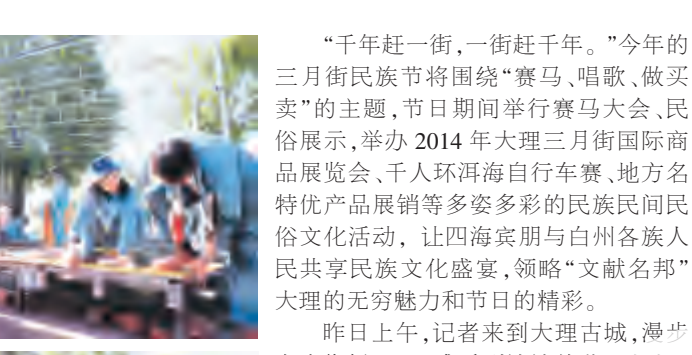 “千年赶一街,一街赶千年。”今年的
三月街民族节将围绕“赛马、唱歌、做买
卖”的主题,节日期间举行赛马大会、民
俗展示,举办 2014 年大理三月街国际商
品展览会、千人环洱海自行车赛、地方名
特优产品展销等多姿多彩的民族民间民
俗文化活动，让四海宾朋与白州各族人
民共享民族文化盛宴,领略“文献名邦”
大理的无穷魅力和节日的精彩。
昨日上午,记者来到大理古城,漫步